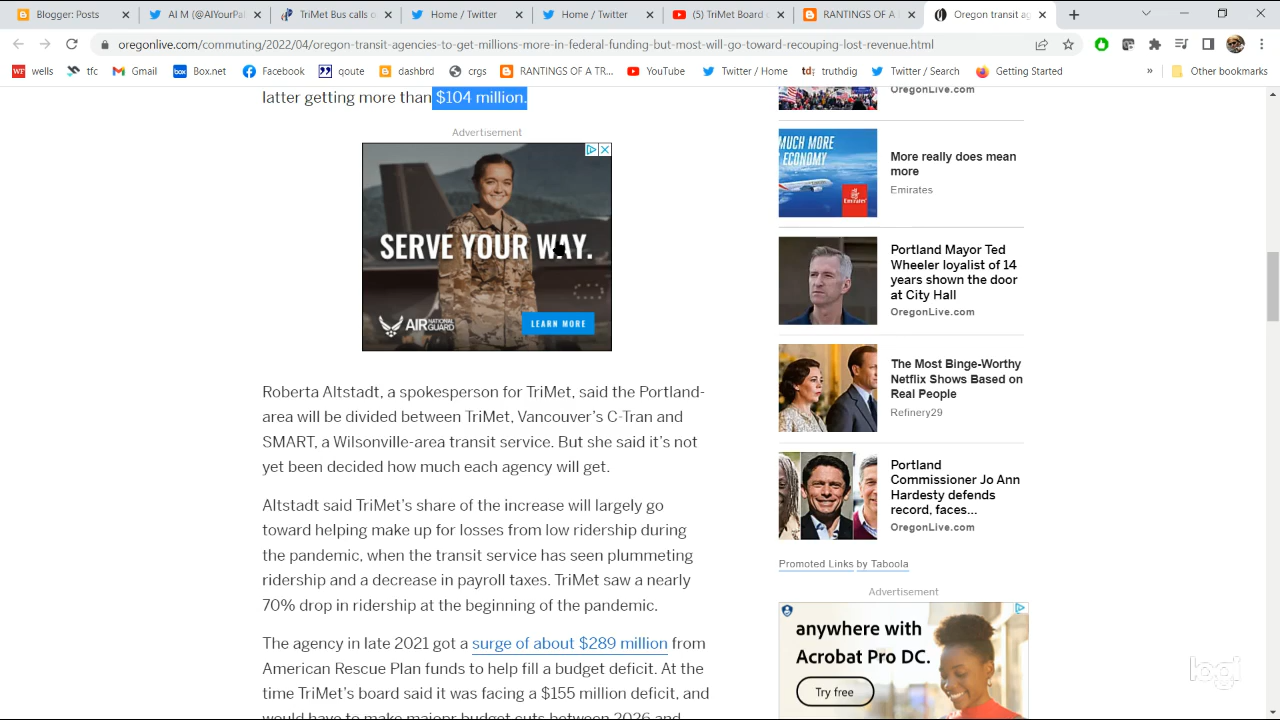 Blogger: Posts
AI M (@AIYourPal
TriMet Bus calls o
Home / Twitter
Home / Twitter
(5) TriMet Board
RANTINGS OF A
Oregon transit ag
oregonlive.com/commuting/2022/04/oregon-transit-agencies-to-get-millions-more-in-federal-funding-but-most-will-go-toward-recouping-lost-revenue.html
wells
tfc
Gmail
Box.net
Facebook
qoute
dashbrd
crgs
RANTINGS OF A TR...
YouTube
Twitter / Home
truthdig
Twitter / Search
Getting Started
»
Other bookmarks
latter getting more than $104 million.
Advertisement
SERVE YOUR WAY.
AIR NATIONAL GUARD
LEARN MORE
Roberta Altstadt, a spokesperson for TriMet, said the Portland-
area will be divided between TriMet, Vancouver’s C-Tran and
SMART, a Wilsonville-area transit service. But she said it’s not
yet been decided how much each agency will get.
Altstadt said TriMet’s share of the increase will largely go
toward helping make up for losses from low ridership during
the pandemic, when the transit service has seen plummeting
ridership and a decrease in payroll taxes. TriMet saw a nearly
70% drop in ridership at the beginning of the pandemic.
The agency in late 2021 got a surge of about $289 million from
American Rescue Plan funds to help fill a budget deficit. At the
time TriMet’s board said it was facing a $155 million deficit, and
would have to make majepr budget cuts between 2026 and
OregonLive.com
MUCH MORE
ECONOMY
Emirates
More really does mean
more
Emirates
Portland Mayor Ted
Wheeler loyalist of 14
years shown the door
at City Hall
OregonLive.com
The Most Binge-Worthy
Netflix Shows Based on
Real People
Refinery29
Portland
Commissioner Jo Ann
Hardesty defends
record, faces...
OregonLive.com
Promoted Links by Taboola
Advertisement
anywhere with
Acrobat Pro DC.
Try free
logi